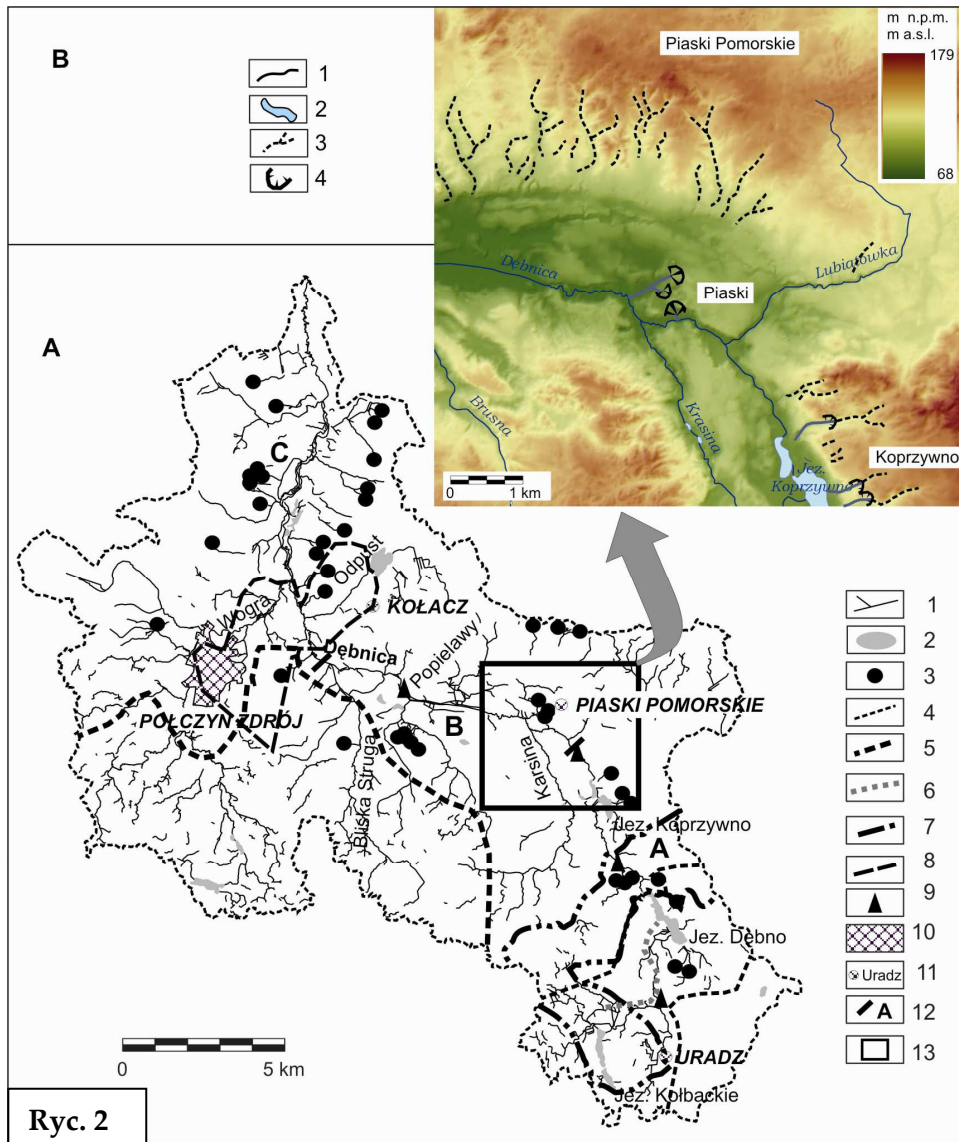 B
1
2
3
4
m n.p.m.
m a.s.l.
179
68
Piaski Pomorskie
Dębnica
Lubiatówka
Piaski
Krasina
Brusna
Koprzywno
Jez.
Koprzywno
0 1 km
A
C
Odpust
Wogra
KOŁACZ
Dębnica
Popielawy
POŁCZYN ZDRÓJ
B
PIASKI POMORSKIE
Karsina
Bliska Struga
Jez. Koprzywno
A
Jez. Dębno
URADZ
Jez. Kołbackie
0 5 km
1
2
3
4
5
6
7
8
9
10
Uradz 11
A 12
13
Ryc. 2